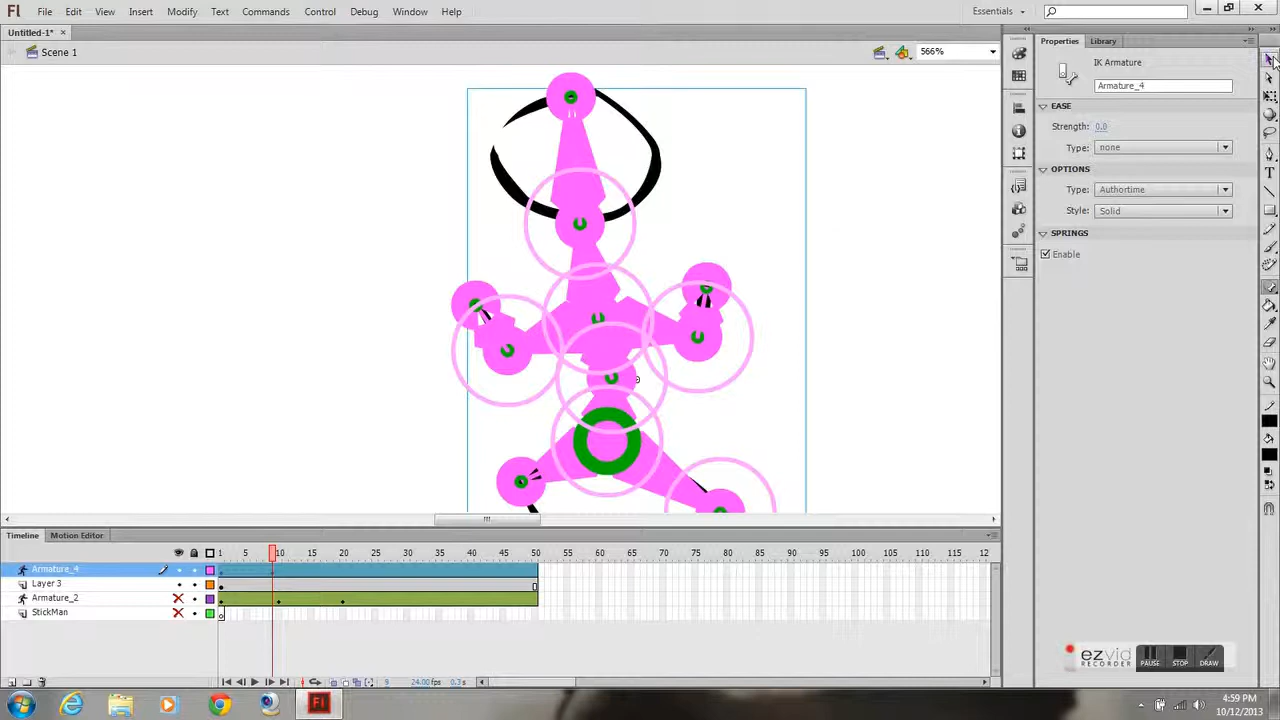 Fl File Edit View Insert Modify Text Commands Control Debug Window Help Essentials
Untitled-1* ×
Scene 1 566%
Properties Library
IK Armature
Armature_4
EASE
Strength: 0.0
Type: none
OPTIONS
Type: Authortime
Style: Solid
SPRINGS
Enable
Timeline Motion Editor
1 5 10 15 20 25 30 35 40 45 50 55 60 65 70 75 80 85 90 95 100 105 110 115 12
Armature_4
Layer 3
Armature_2
StickMan
9 24.00 fps 0.3 s
ezvid
RECORDER
PAUSE STOP DRAW
Fl
4:59 PM
10/12/2013